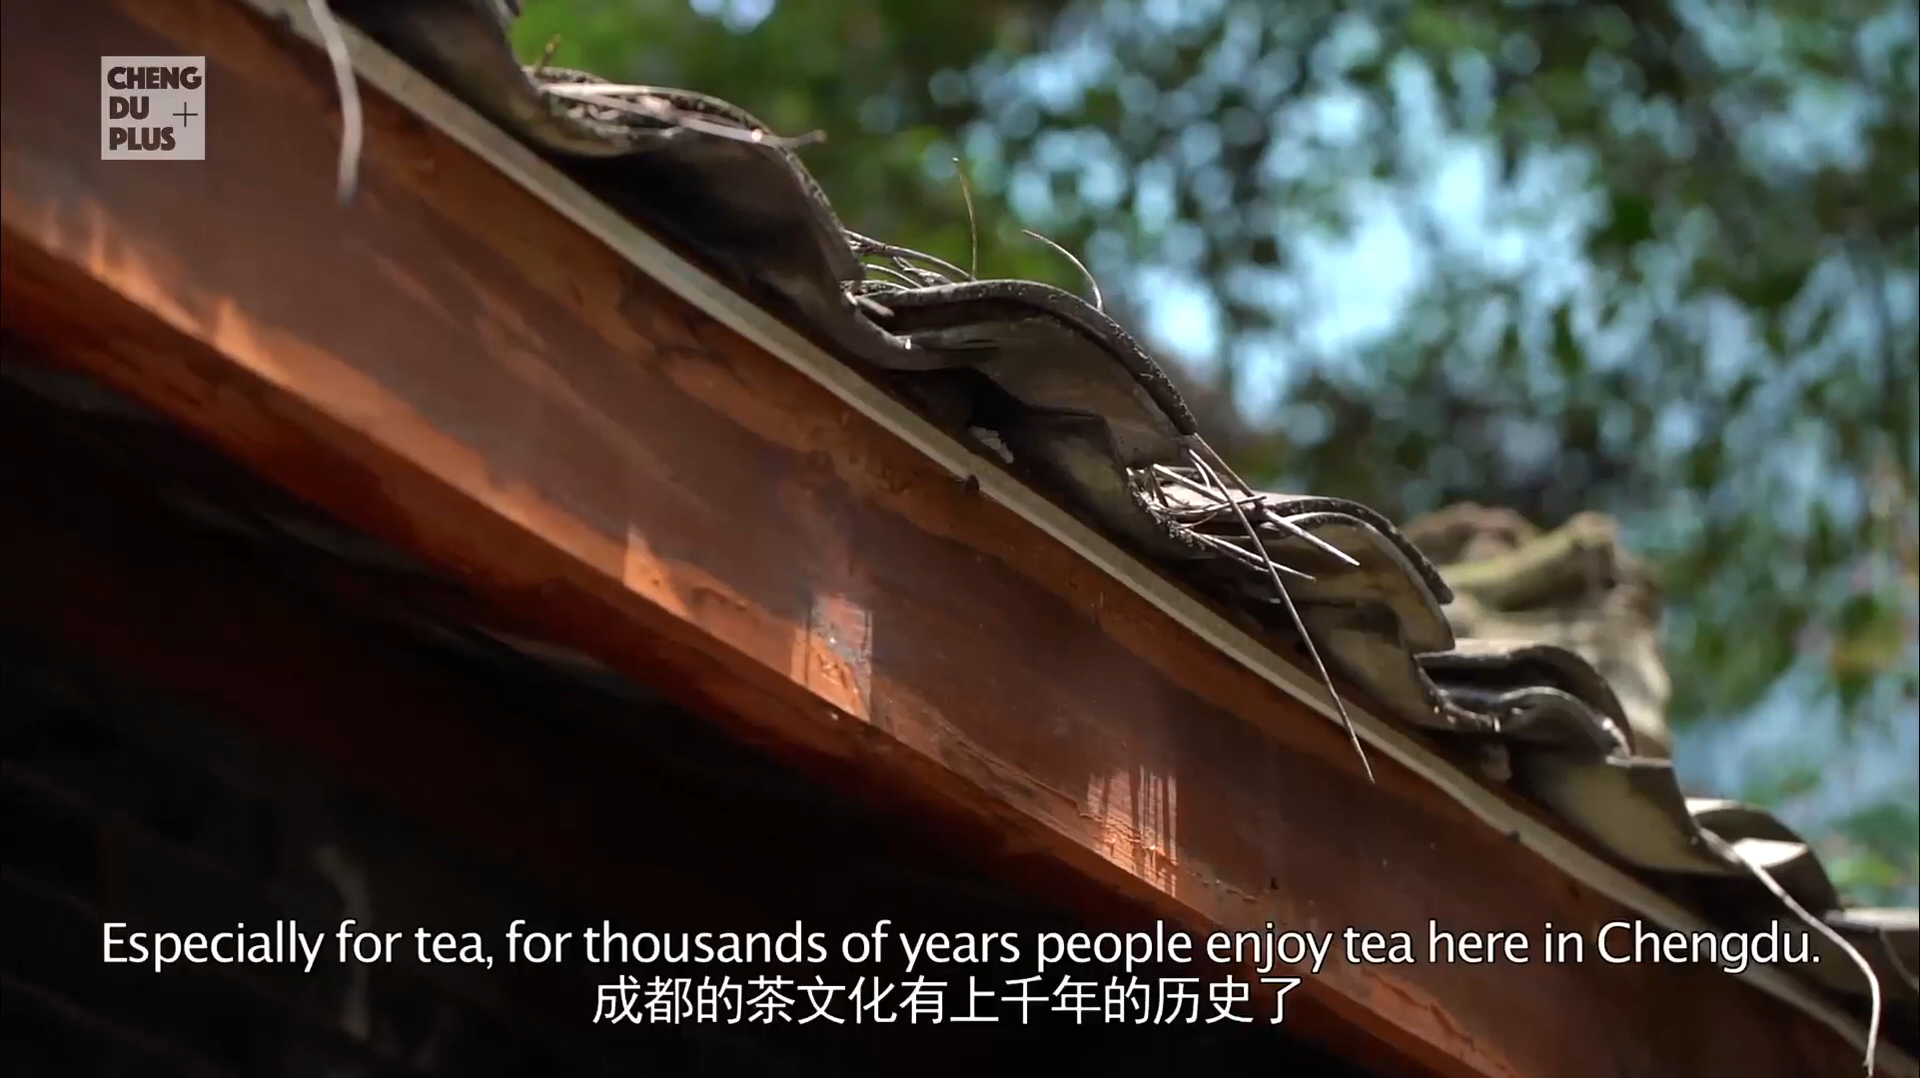 CHENG
DU +
PLUS
Especially for tea, for thousands of years people enjoy tea here in Chengdu.
成都的茶文化有上千年的历史了